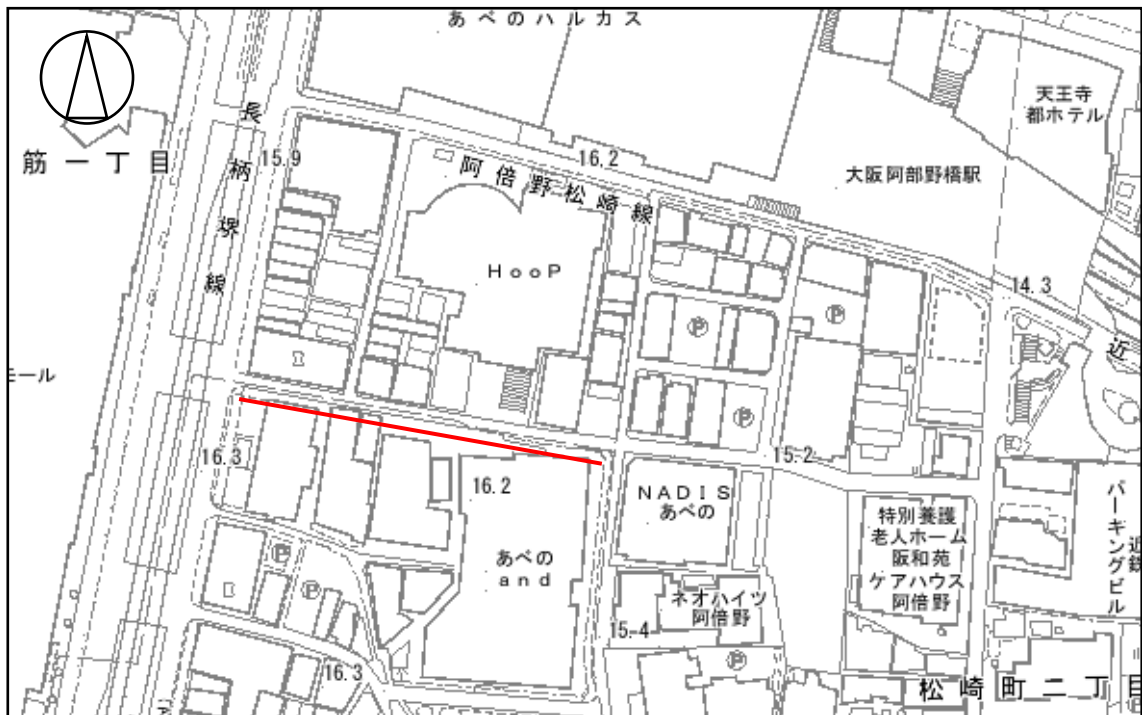 あべのハルカス
天王寺
都ホテル
長柄堺線
筋一丁目
15.9
16.2
阿倍野松崎線
大阪阿部野橋駅
HooP
14.3
近
P
P
モール
P
16.3
15.2
16.2
NADIS
あべの
特別養護
老人ホーム
阪和苑
ケアハウス
阿倍野
パーキングビル
近鉄
P
P
あべの
and
ネオハイツ
阿倍野
15.4
P
16.3
松崎町二丁目